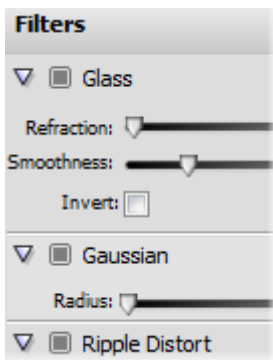 Filters
Glass
Refraction:
Smoothness:
Invert:
Gaussian
Radius:
Ripple Distort